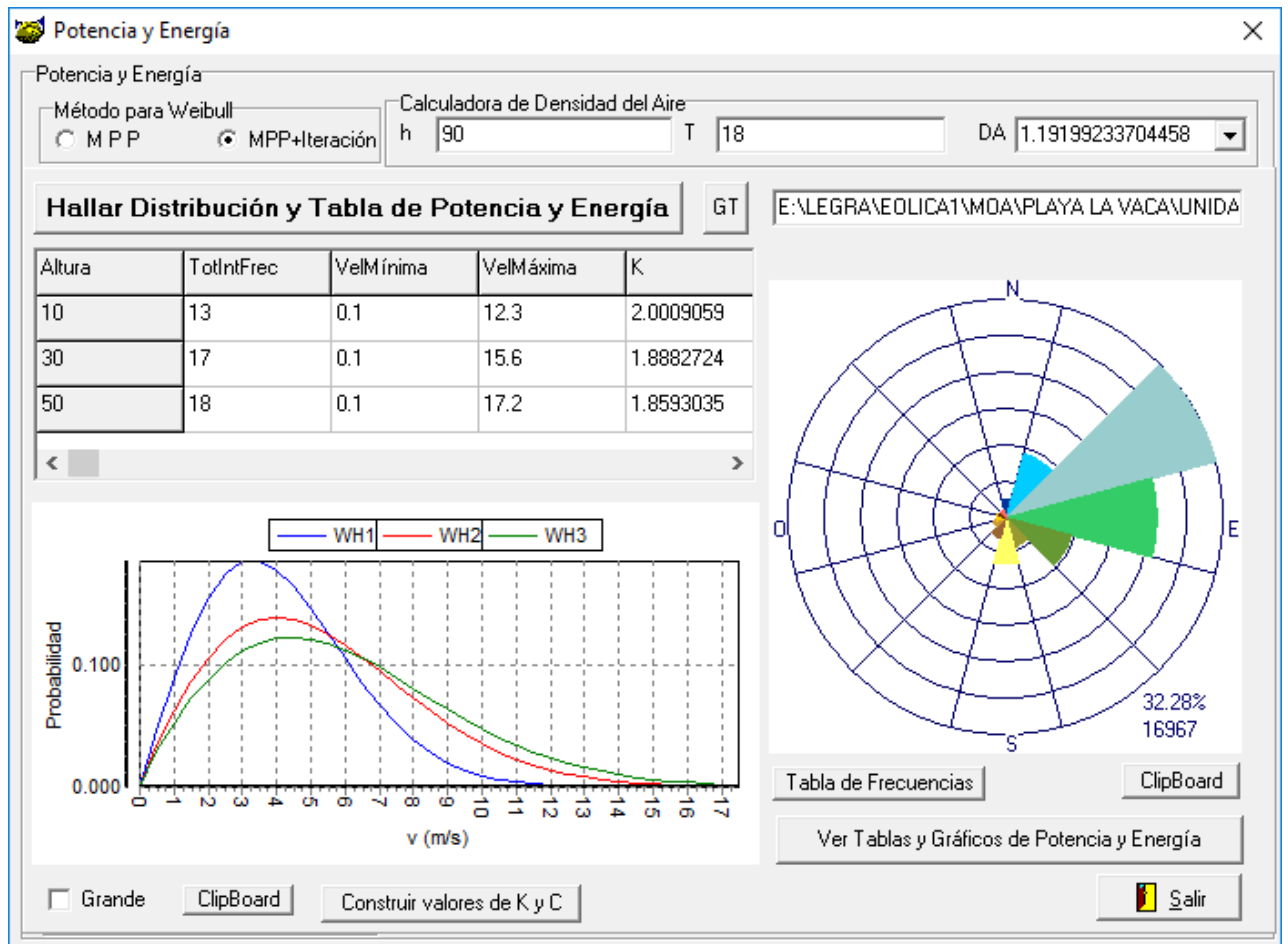 Potencia y Energía
Potencia y Energía
Método para Weibull
M P P MPP+Iteración
Calculadora de Densidad del Aire
h 90 T 18 DA 1.19199233704458
Hallar Distribución y Tabla de Potencia y Energía GT E:\LEGRA\EOLICA1\MOA\PLAYA LA VACA\UNIDA
Altura TotIntFrec VelMínima VelMáxima K
10 13 0.1 12.3 2.0009059
30 17 0.1 15.6 1.8882724
50 18 0.1 17.2 1.8593035
N
O E
S
32.28%
16967
WH1 WH2 WH3
Probabilidad
0.100
0.000
0 1 2 3 4 5 6 7 8 9 10 11 12 13 14 15 16 17
v (m/s)
Tabla de Frecuencias ClipBoard
Ver Tablas y Gráficos de Potencia y Energía
Grande ClipBoard Construir valores de K y C Salir